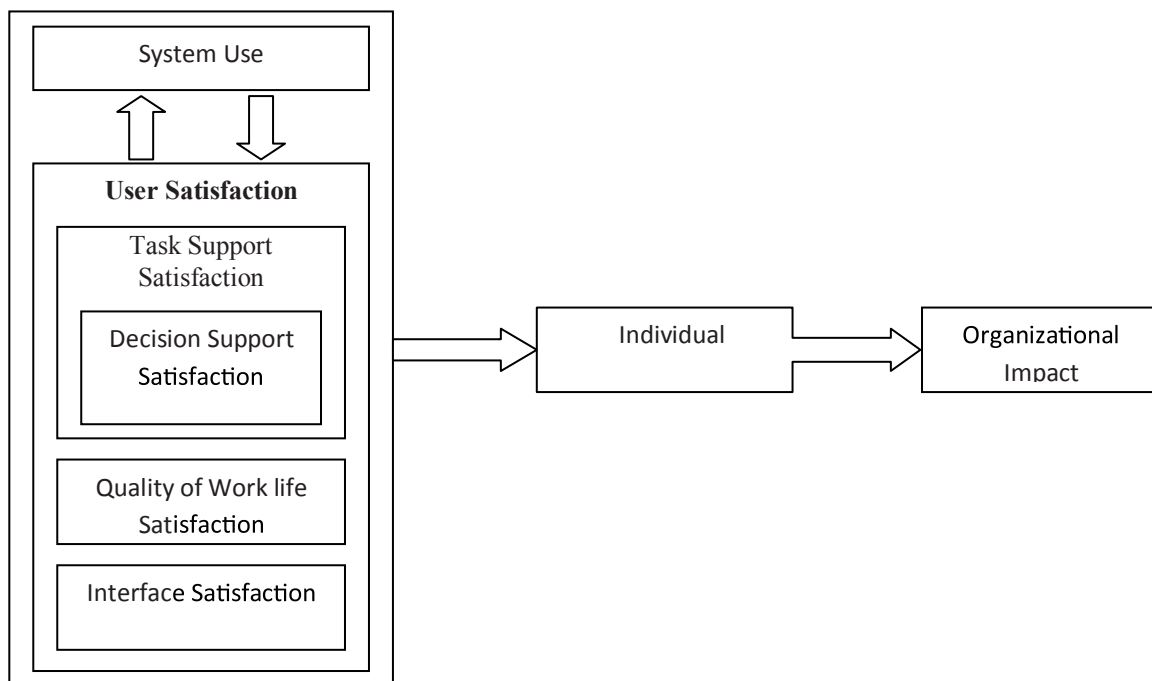 System Use
User Satisfaction
Task Support
Satisfaction
Decision Support
Satisfaction
Quality of Work life
Satisfaction
Interface Satisfaction
Individual
Organizational
Impact